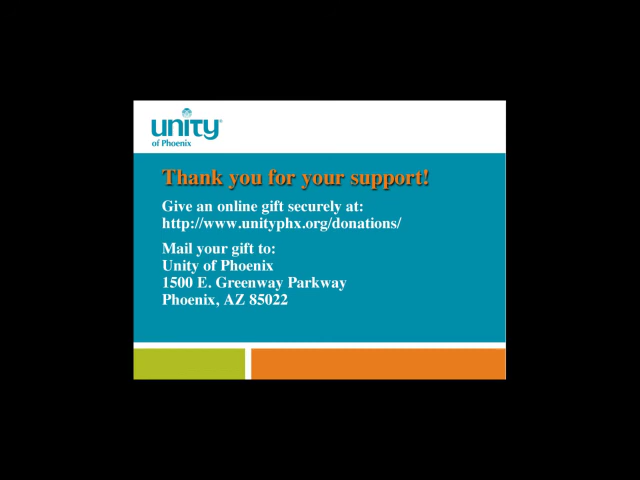 unity
of Phoenix
Thank you for your support!
Give an online gift securely at:
http://www.unityphx.org/donations/
Mail your gift to:
Unity of Phoenix
1500 E. Greenway Parkway
Phoenix, AZ 85022